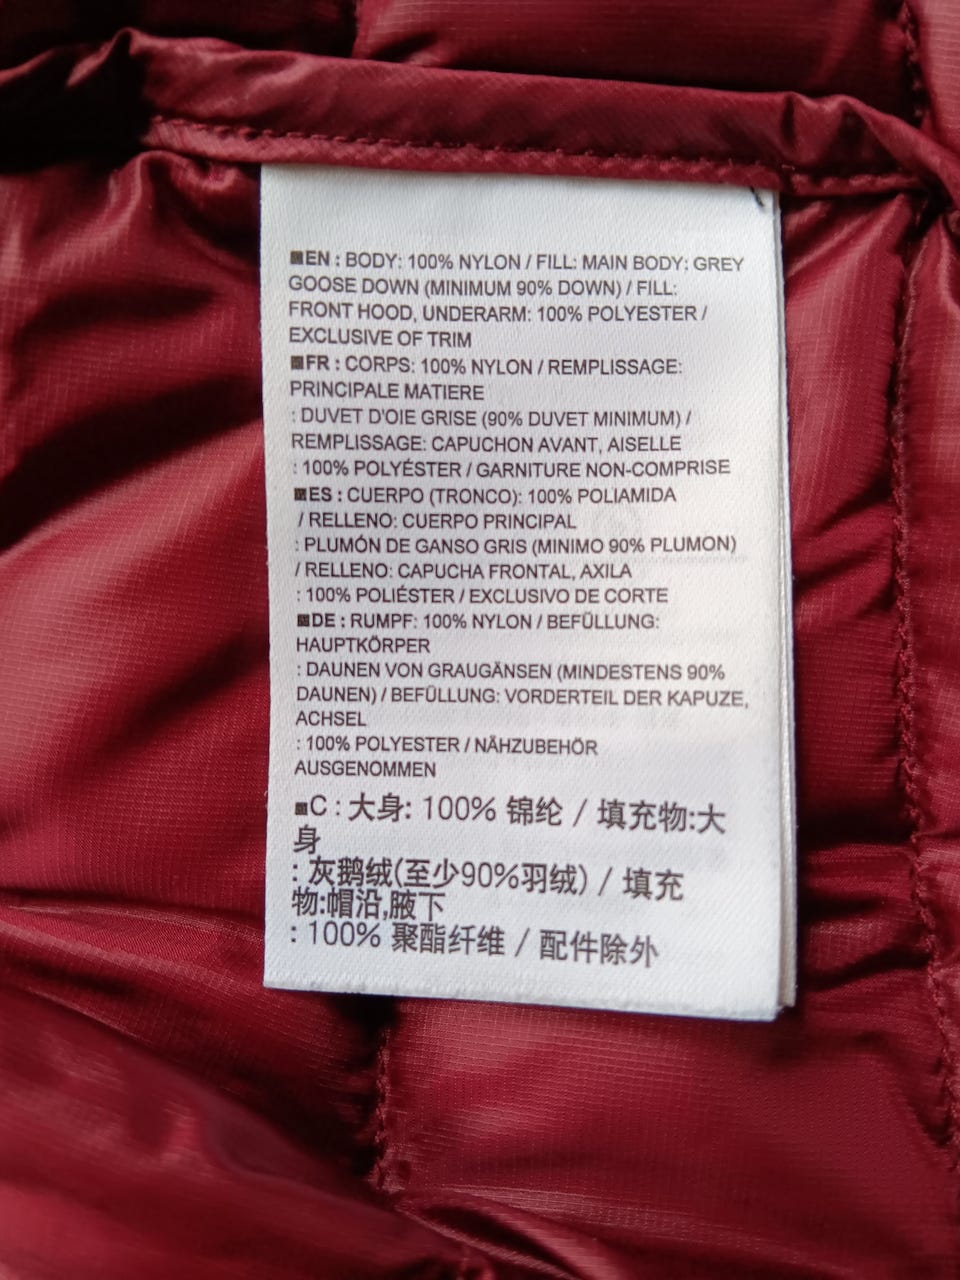 EN : BODY: 100% NYLON / FILL: MAIN BODY: GREY
GOOSE DOWN (MINIMUM 90% DOWN) / FILL:
FRONT HOOD, UNDERARM: 100% POLYESTER /
EXCLUSIVE OF TRIM
FR : CORPS: 100% NYLON / REMPLISSAGE:
PRINCIPALE MATIERE
: DUVET D'OIE GRISE (90% DUVET MINIMUM) /
REMPLISSAGE: CAPUCHON AVANT, AISELLE
: 100% POLYÉSTER / GARNITURE NON-COMPRISE
ES : CUERPO (TRONCO): 100% POLIAMIDA
/ RELLENO: CUERPO PRINCIPAL
: PLUMÓN DE GANSO GRIS (MINIMO 90% PLUMON)
/ RELLENO: CAPUCHA FRONTAL, AXILA
: 100% POLIÉSTER / EXCLUSIVO DE CORTE
DE : RUMPF: 100% NYLON / BEFÜLLUNG:
HAUPTKÖRPER
: DAUNEN VON GRAUGÄNSEN (MINDESTENS 90%
DAUNEN) / BEFÜLLUNG: VORDERTEIL DER KAPUZE,
ACHSEL
: 100% POLYESTER / NÄHZUBEHÖR
AUSGENOMMEN
C : 大身: 100% 锦纶 / 填充物:大
身
: 灰鹅绒(至少90%羽绒) / 填充
物:帽沿,腋下
: 100% 聚酯纤维 / 配件除外